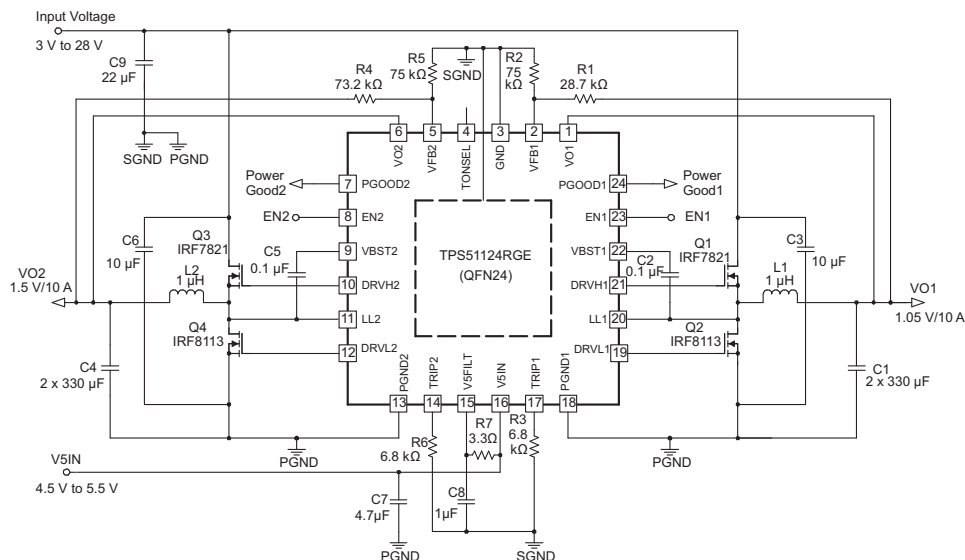 Input Voltage
3 V to 28 V
C9
22 µF
SGND
PGND
R4
73.2 kΩ
R5
75 kΩ
SGND
R2
75
kΩ
R1
28.7 kΩ
6
5
4
3
2
1
VO2
VFB2
TONSEL
GND
VFB1
VO1
Power
Good2
7
PGOOD2
PGOOD1
24
Power
Good1
EN2
8
EN2
EN1
23
EN1
C6
10 µF
Q3
IRF7821
C5
0.1 µF
9
VBST2
TPS51124RGE
(QFN24)
VBST1
22
C2
0.1 µF
Q1
IRF7821
C3
10 µF
VO2
1.5 V/10 A
L2
1 µH
10
DRVH2
DRVH1
21
L1
1 µH
VO1
1.05 V/10 A
11
LL2
LL1
20
Q4
IRF8113
12
DRVL2
DRVL1
19
Q2
IRF8113
C4
2 x 330 µF
C1
2 x 330 µF
PGND2
TRIP2
V5FILT
V5IN
TRIP1
PGND1
13
14
15
16
17
18
PGND
R6
6.8 kΩ
R7
3.3Ω
R3
6.8
kΩ
PGND
V5IN
4.5 V to 5.5 V
C7
4.7µF
C8
1µF
PGND
SGND